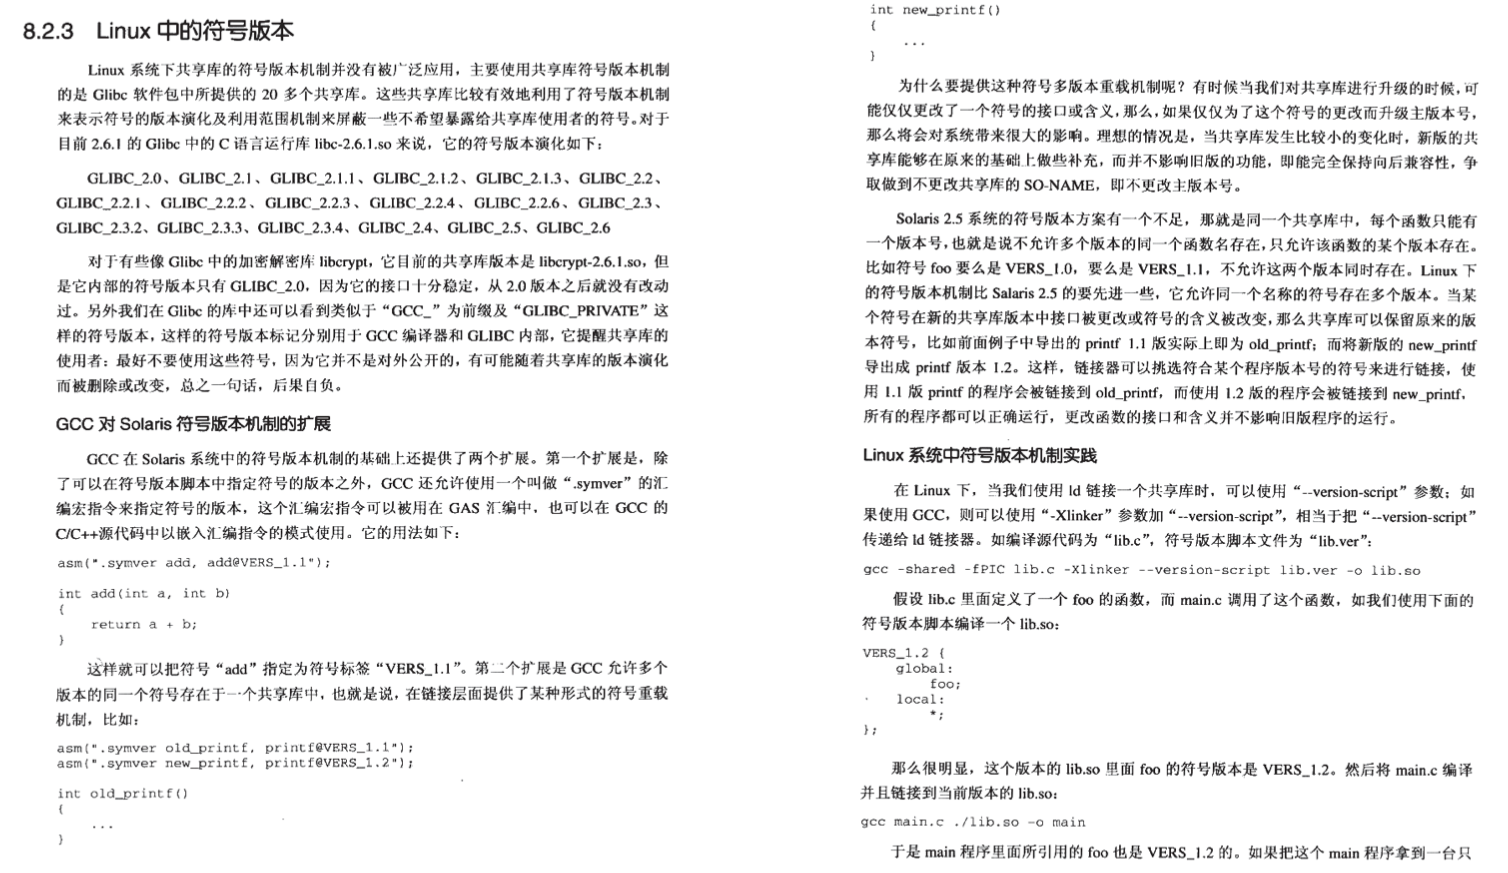 8.2.3 Linux 中的符号版本
Linux 系统下共享库的符号版本机制并没有被广泛应用，主要使用共享库符号版本机制
的是 Glibc 软件包中所提供的 20 多个共享库。这些共享库比较有效地利用了符号版本机制
来表示符号的版本演化及利用范围机制来屏蔽一些不希望暴露给共享库使用者的符号。对于
目前 2.6.1 的 Glibc 中的 C 语言运行库 libc-2.6.1.so 来说，它的符号版本演化如下：
GLIBC_2.0、GLIBC_2.1、GLIBC_2.1.1、GLIBC_2.1.2、GLIBC_2.1.3、GLIBC_2.2、
GLIBC_2.2.1、GLIBC_2.2.2、GLIBC_2.2.3、GLIBC_2.2.4、GLIBC_2.2.6、GLIBC_2.3、
GLIBC_2.3.2、GLIBC_2.3.3、GLIBC_2.3.4、GLIBC_2.4、GLIBC_2.5、GLIBC_2.6
对于有些像 Glibc 中的加密解密库 libcrypt，它目前的共享库版本是 libcrypt-2.6.1.so，但
是它内部的符号版本只有 GLIBC_2.0，因为它的接口十分稳定，从 2.0 版本之后就没有改动
过。另外我们在 Glibc 的库中还可以看到类似于“GCC_”为前缀及“GLIBC_PRIVATE”这
样的符号版本，这样的符号版本标记分别用于 GCC 编译器和 GLIBC 内部，它提醒共享库的
使用者：最好不要使用这些符号，因为它并不是对外公开的，有可能随着共享库的版本演化
而被删除或改变，总之一句话，后果自负。
GCC 对 Solaris 符号版本机制的扩展
GCC 在 Solaris 系统中的符号版本机制的基础上还提供了两个扩展。第一个扩展是，除
了可以在符号版本脚本中指定符号的版本之外，GCC 还允许使用一个叫做“.symver”的汇
编宏指令来指定符号的版本，这个汇编宏指令可以被用在 GAS 汇编中，也可以在 GCC 的
C/C++源代码中以嵌入汇编指令的模式使用。它的用法如下：
asm(".symver add, add@VERS_1.1");
int add(int a, int b)
{
return a + b;
}
这样就可以把符号“add”指定为符号标签“VERS_1.1”。第二个扩展是 GCC 允许多个
版本的同一个符号存在于一个共享库中，也就是说，在链接层面提供了某种形式的符号重载
机制，比如：
asm(".symver old_printf, printf@VERS_1.1");
asm(".symver new_printf, printf@VERS_1.2");
int old_printf()
{
...
}
int new_printf()
{
...
}
为什么要提供这种符号多版本重载机制呢？有时候当我们对共享库进行升级的时候，可
能仅仅更改了一个符号的接口或含义，那么，如果仅仅为了这个符号的更改而升级主版本号，
那么将会对系统带来很大的影响。理想的情况是，当共享库发生比较小的变化时，新版的共
享库能够在原来的基础上做些补充，而并不影响旧版的功能，即能完全保持向后兼容性，争
取做到不更改共享库的 SO-NAME，即不更改主版本号。
Solaris 2.5 系统的符号版本方案有一个不足，那就是同一个共享库中，每个函数只能有
一个版本号，也就是说不允许多个版本的同一个函数名存在，只允许该函数的某个版本存在。
比如符号 foo 要么是 VERS_1.0，要么是 VERS_1.1，不允许这两个版本同时存在。Linux 下
的符号版本机制比 Salaris 2.5 的要先进一些，它允许同一个名称的符号存在多个版本。当某
个符号在新的共享库版本中接口被更改或符号的含义被改变，那么共享库可以保留原来的版
本符号，比如前面例子中导出的 printf 1.1 版实际上即为 old_printf；而将新版的 new_printf
导出成 printf 版本 1.2。这样，链接器可以挑选符合某个程序版本号的符号来进行链接，使
用 1.1 版 printf 的程序会被链接到 old_printf，而使用 1.2 版的程序会被链接到 new_printf，
所有的程序都可以正确运行，更改函数的接口和含义并不影响旧版程序的运行。
Linux 系统中符号版本机制实践
在 Linux 下，当我们使用 ld 链接一个共享库时，可以使用“--version-script”参数；如
果使用 GCC，则可以使用“-Xlinker”参数加“--version-script”，相当于把“--version-script”
传递给 ld 链接器。如编译源代码为“lib.c”，符号版本脚本文件为“lib.ver”：
gcc -shared -fPIC lib.c -Xlinker --version-script lib.ver -o lib.so
假设 lib.c 里面定义了一个 foo 的函数，而 main.c 调用了这个函数，如我们使用下面的
符号版本脚本编译一个 lib.so：
VERS_1.2 {
global:
foo;
local:
*;
};
那么很明显，这个版本的 lib.so 里面 foo 的符号版本是 VERS_1.2。然后将 main.c 编译
并且链接到当前版本的 lib.so：
gcc main.c ./lib.so -o main
于是 main 程序里面所引用的 foo 也是 VERS_1.2 的。如果把这个 main 程序拿到一台只